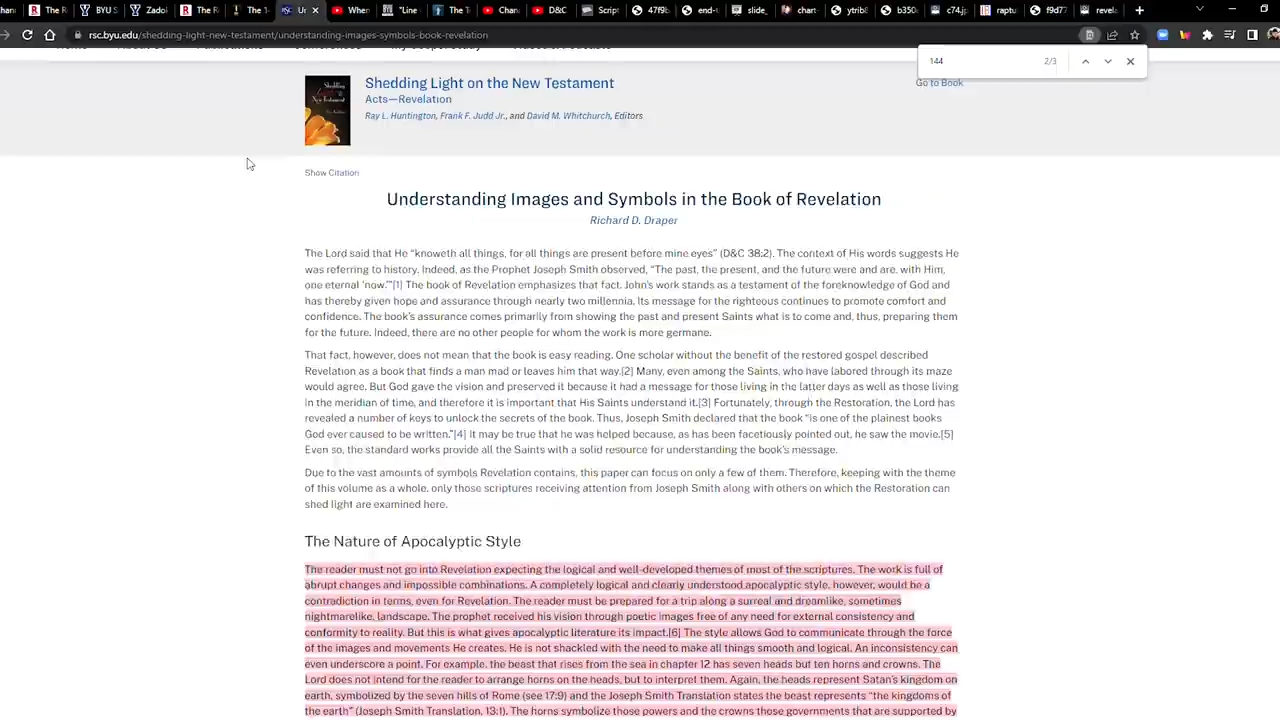 hani
The Re
BYU S
Zadok
The R
The 1
Un
When
"Line
The T
Chan
D&C
Script
479b
end-t
slide_
chart
ytrib8
b350
c74.jp
raptu
f9d77
revela
rsc.byu.edu/shedding-light-new-testament/understanding-images-symbols-book-revelation
144
2/3
Shedding Light on the New Testament
Go to Book
Acts—Revelation
Ray L. Huntington, Frank F. Judd Jr., and David M. Whitchurch, Editors
Show Citation
Understanding Images and Symbols in the Book of Revelation
Richard D. Draper
The Lord said that He “knoweth all things, for all things are present before mine eyes” (D&C 38:2). The context of His words suggests He
was referring to history. Indeed, as the Prophet Joseph Smith observed, “The past, the present, and the future were and are, with Him,
one eternal ‘now.’”[1] The book of Revelation emphasizes that fact. John’s work stands as a testament of the foreknowledge of God and
has thereby given hope and assurance through nearly two millennia. Its message for the righteous continues to promote comfort and
confidence. The book’s assurance comes primarily from showing the past and present Saints what is to come and, thus, preparing them
for the future. Indeed, there are no other people for whom the work is more germane.
That fact, however, does not mean that the book is easy reading. One scholar without the benefit of the restored gospel described
Revelation as a book that finds a man mad or leaves him that way.[2] Many, even among the Saints, who have labored through its maze
would agree. But God gave the vision and preserved it because it had a message for those living in the latter days as well as those living
in the meridian of time, and therefore it is important that His Saints understand it.[3] Fortunately, through the Restoration, the Lord has
revealed a number of keys to unlock the secrets of the book. Thus, Joseph Smith declared that the book “is one of the plainest books
God ever caused to be written.”[4] It may be true that he was helped because, as has been facetiously pointed out, he saw the movie.[5]
Even so, the standard works provide all the Saints with a solid resource for understanding the book’s message.
Due to the vast amounts of symbols Revelation contains, this paper can focus on only a few of them. Therefore, keeping with the theme
of this volume as a whole, only those scriptures receiving attention from Joseph Smith along with others on which the Restoration can
shed light are examined here.
The Nature of Apocalyptic Style
The reader must not go into Revelation expecting the logical and well-developed themes of most of the scriptures. The work is full of
abrupt changes and impossible combinations. A completely logical and clearly understood apocalyptic style, however, would be a
contradiction in terms, even for Revelation. The reader must be prepared for a trip along a surreal and dreamlike, sometimes
nightmarelike, landscape. The prophet received his vision through poetic images free of any need for external consistency and
conformity to reality. But this is what gives apocalyptic literature its impact.[6] The style allows God to communicate through the force
of the images and movements He creates. He is not shackled with the need to make all things smooth and logical. An inconsistency can
even underscore a point. For example, the beast that rises from the sea in chapter 12 has seven heads but ten horns and crowns. The
Lord does not intend for the reader to arrange horns on the heads, but to interpret them. Again, the heads represent Satan’s kingdom on
earth, symbolized by the seven hills of Rome (see 17:9) and the Joseph Smith Translation states the beast represents “the kingdoms of
the earth” (Joseph Smith Translation, 13:1). The horns symbolize those powers and the crowns those governments that are supported by